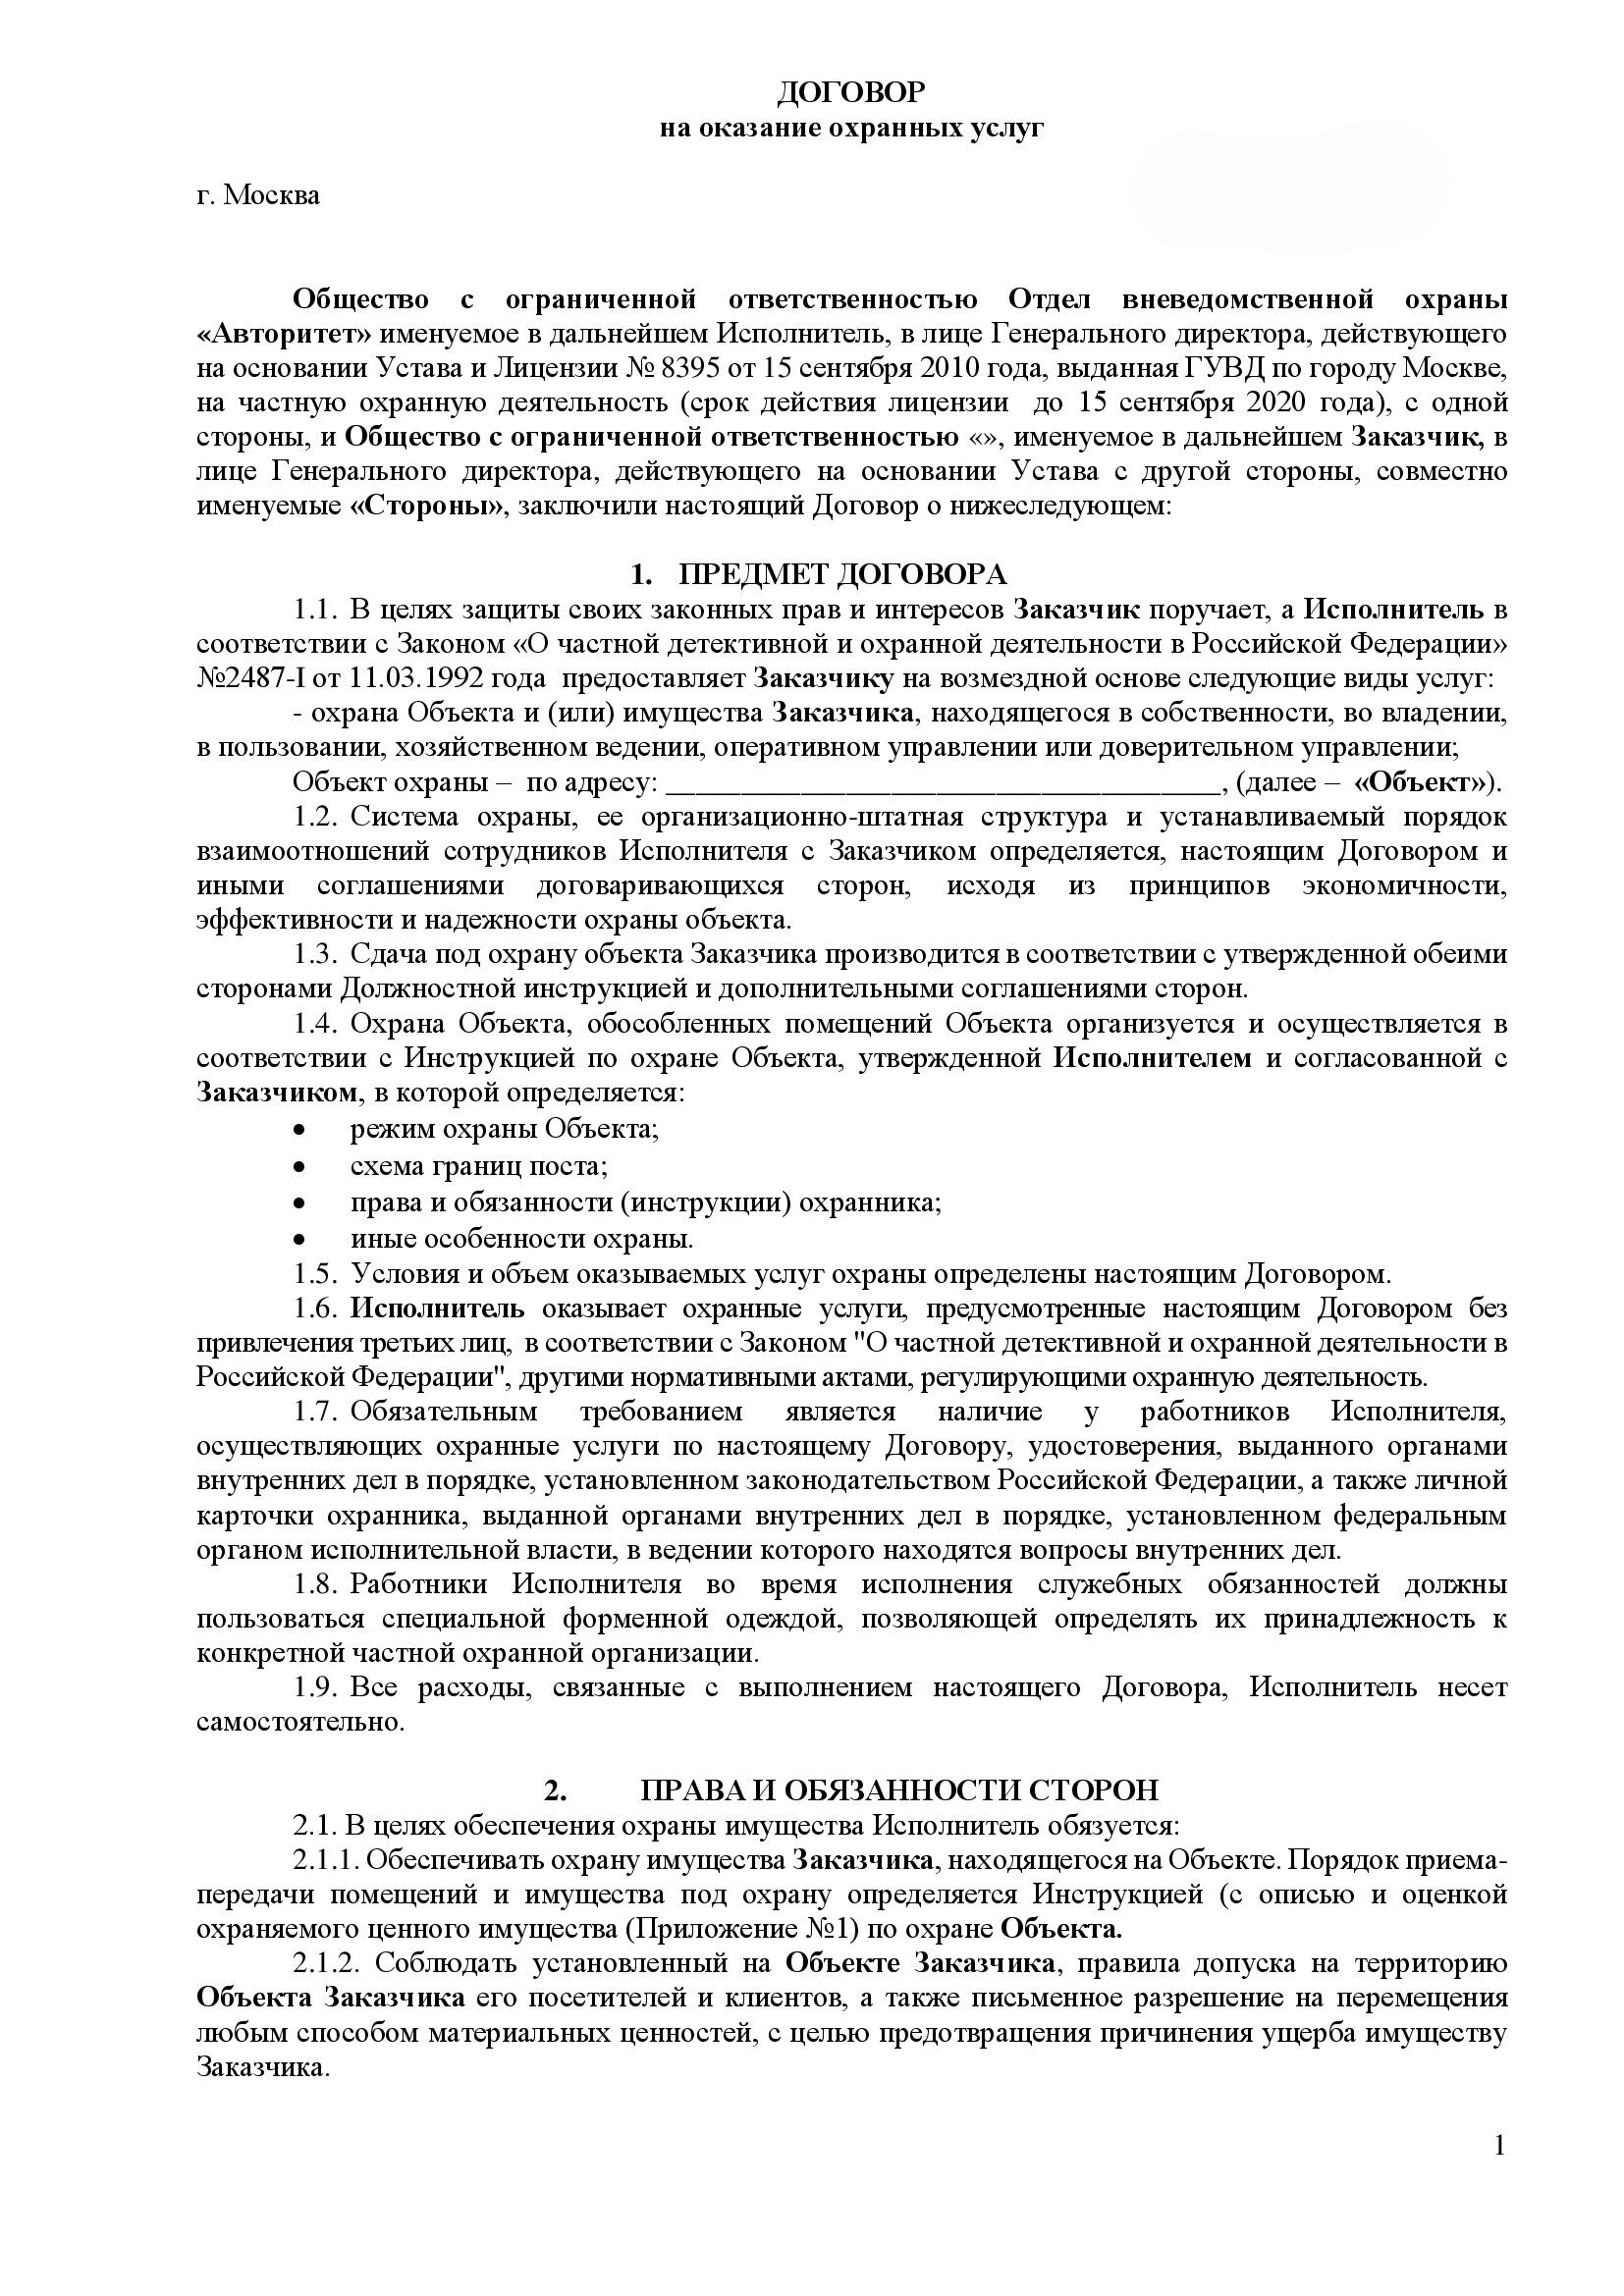 ДОГОВОР
на оказание охранных услуг
г. Москва
Общество с ограниченной ответственностью Отдел вневедомственной охраны
«Авторитет» именуемое в дальнейшем Исполнитель, в лице Генерального директора, действующего
на основании Устава и Лицензии № 8395 от 15 сентября 2010 года, выданная ГУВД по городу Москве,
на частную охранную деятельность (срок действия лицензии до 15 сентября 2020 года), с одной
стороны, и Общество с ограниченной ответственностью «», именуемое в дальнейшем Заказчик, в
лице Генерального директора, действующего на основании Устава с другой стороны, совместно
именуемые «Стороны», заключили настоящий Договор о нижеследующем:
1. ПРЕДМЕТ ДОГОВОРА
1.1. В целях защиты своих законных прав и интересов Заказчик поручает, а Исполнитель в
соответствии с Законом «О частной детективной и охранной деятельности в Российской Федерации»
№2487-I от 11.03.1992 года предоставляет Заказчику на возмездной основе следующие виды услуг:
- охрана Объекта и (или) имущества Заказчика, находящегося в собственности, во владении,
в пользовании, хозяйственном ведении, оперативном управлении или доверительном управлении;
Объект охраны – по адресу: _____________________________________, (далее – «Объект»).
1.2. Система охраны, ее организационно-штатная структура и устанавливаемый порядок
взаимоотношений сотрудников Исполнителя с Заказчиком определяется, настоящим Договором и
иными соглашениями договаривающихся сторон, исходя из принципов экономичности,
эффективности и надежности охраны объекта.
1.3. Сдача под охрану объекта Заказчика производится в соответствии с утвержденной обеими
сторонами Должностной инструкцией и дополнительными соглашениями сторон.
1.4. Охрана Объекта, обособленных помещений Объекта организуется и осуществляется в
соответствии с Инструкцией по охране Объекта, утвержденной Исполнителем и согласованной с
Заказчиком, в которой определяется:
• режим охраны Объекта;
• схема границ поста;
• права и обязанности (инструкции) охранника;
• иные особенности охраны.
1.5. Условия и объем оказываемых услуг охраны определены настоящим Договором.
1.6. Исполнитель оказывает охранные услуги, предусмотренные настоящим Договором без
привлечения третьих лиц, в соответствии с Законом "О частной детективной и охранной деятельности в
Российской Федерации", другими нормативными актами, регулирующими охранную деятельность.
1.7. Обязательным требованием является наличие у работников Исполнителя,
осуществляющих охранные услуги по настоящему Договору, удостоверения, выданного органами
внутренних дел в порядке, установленном законодательством Российской Федерации, а также личной
карточки охранника, выданной органами внутренних дел в порядке, установленном федеральным
органом исполнительной власти, в ведении которого находятся вопросы внутренних дел.
1.8. Работники Исполнителя во время исполнения служебных обязанностей должны
пользоваться специальной форменной одеждой, позволяющей определять их принадлежность к
конкретной частной охранной организации.
1.9. Все расходы, связанные с выполнением настоящего Договора, Исполнитель несет
самостоятельно.
2. ПРАВА И ОБЯЗАННОСТИ СТОРОН
2.1. В целях обеспечения охраны имущества Исполнитель обязуется:
2.1.1. Обеспечивать охрану имущества Заказчика, находящегося на Объекте. Порядок приема-
передачи помещений и имущества под охрану определяется Инструкцией (с описью и оценкой
охраняемого ценного имущества (Приложение №1) по охране Объекта.
2.1.2. Соблюдать установленный на Объекте Заказчика, правила допуска на территорию
Объекта Заказчика его посетителей и клиентов, а также письменное разрешение на перемещения
любым способом материальных ценностей, с целью предотвращения причинения ущерба имуществу
Заказчика.
1